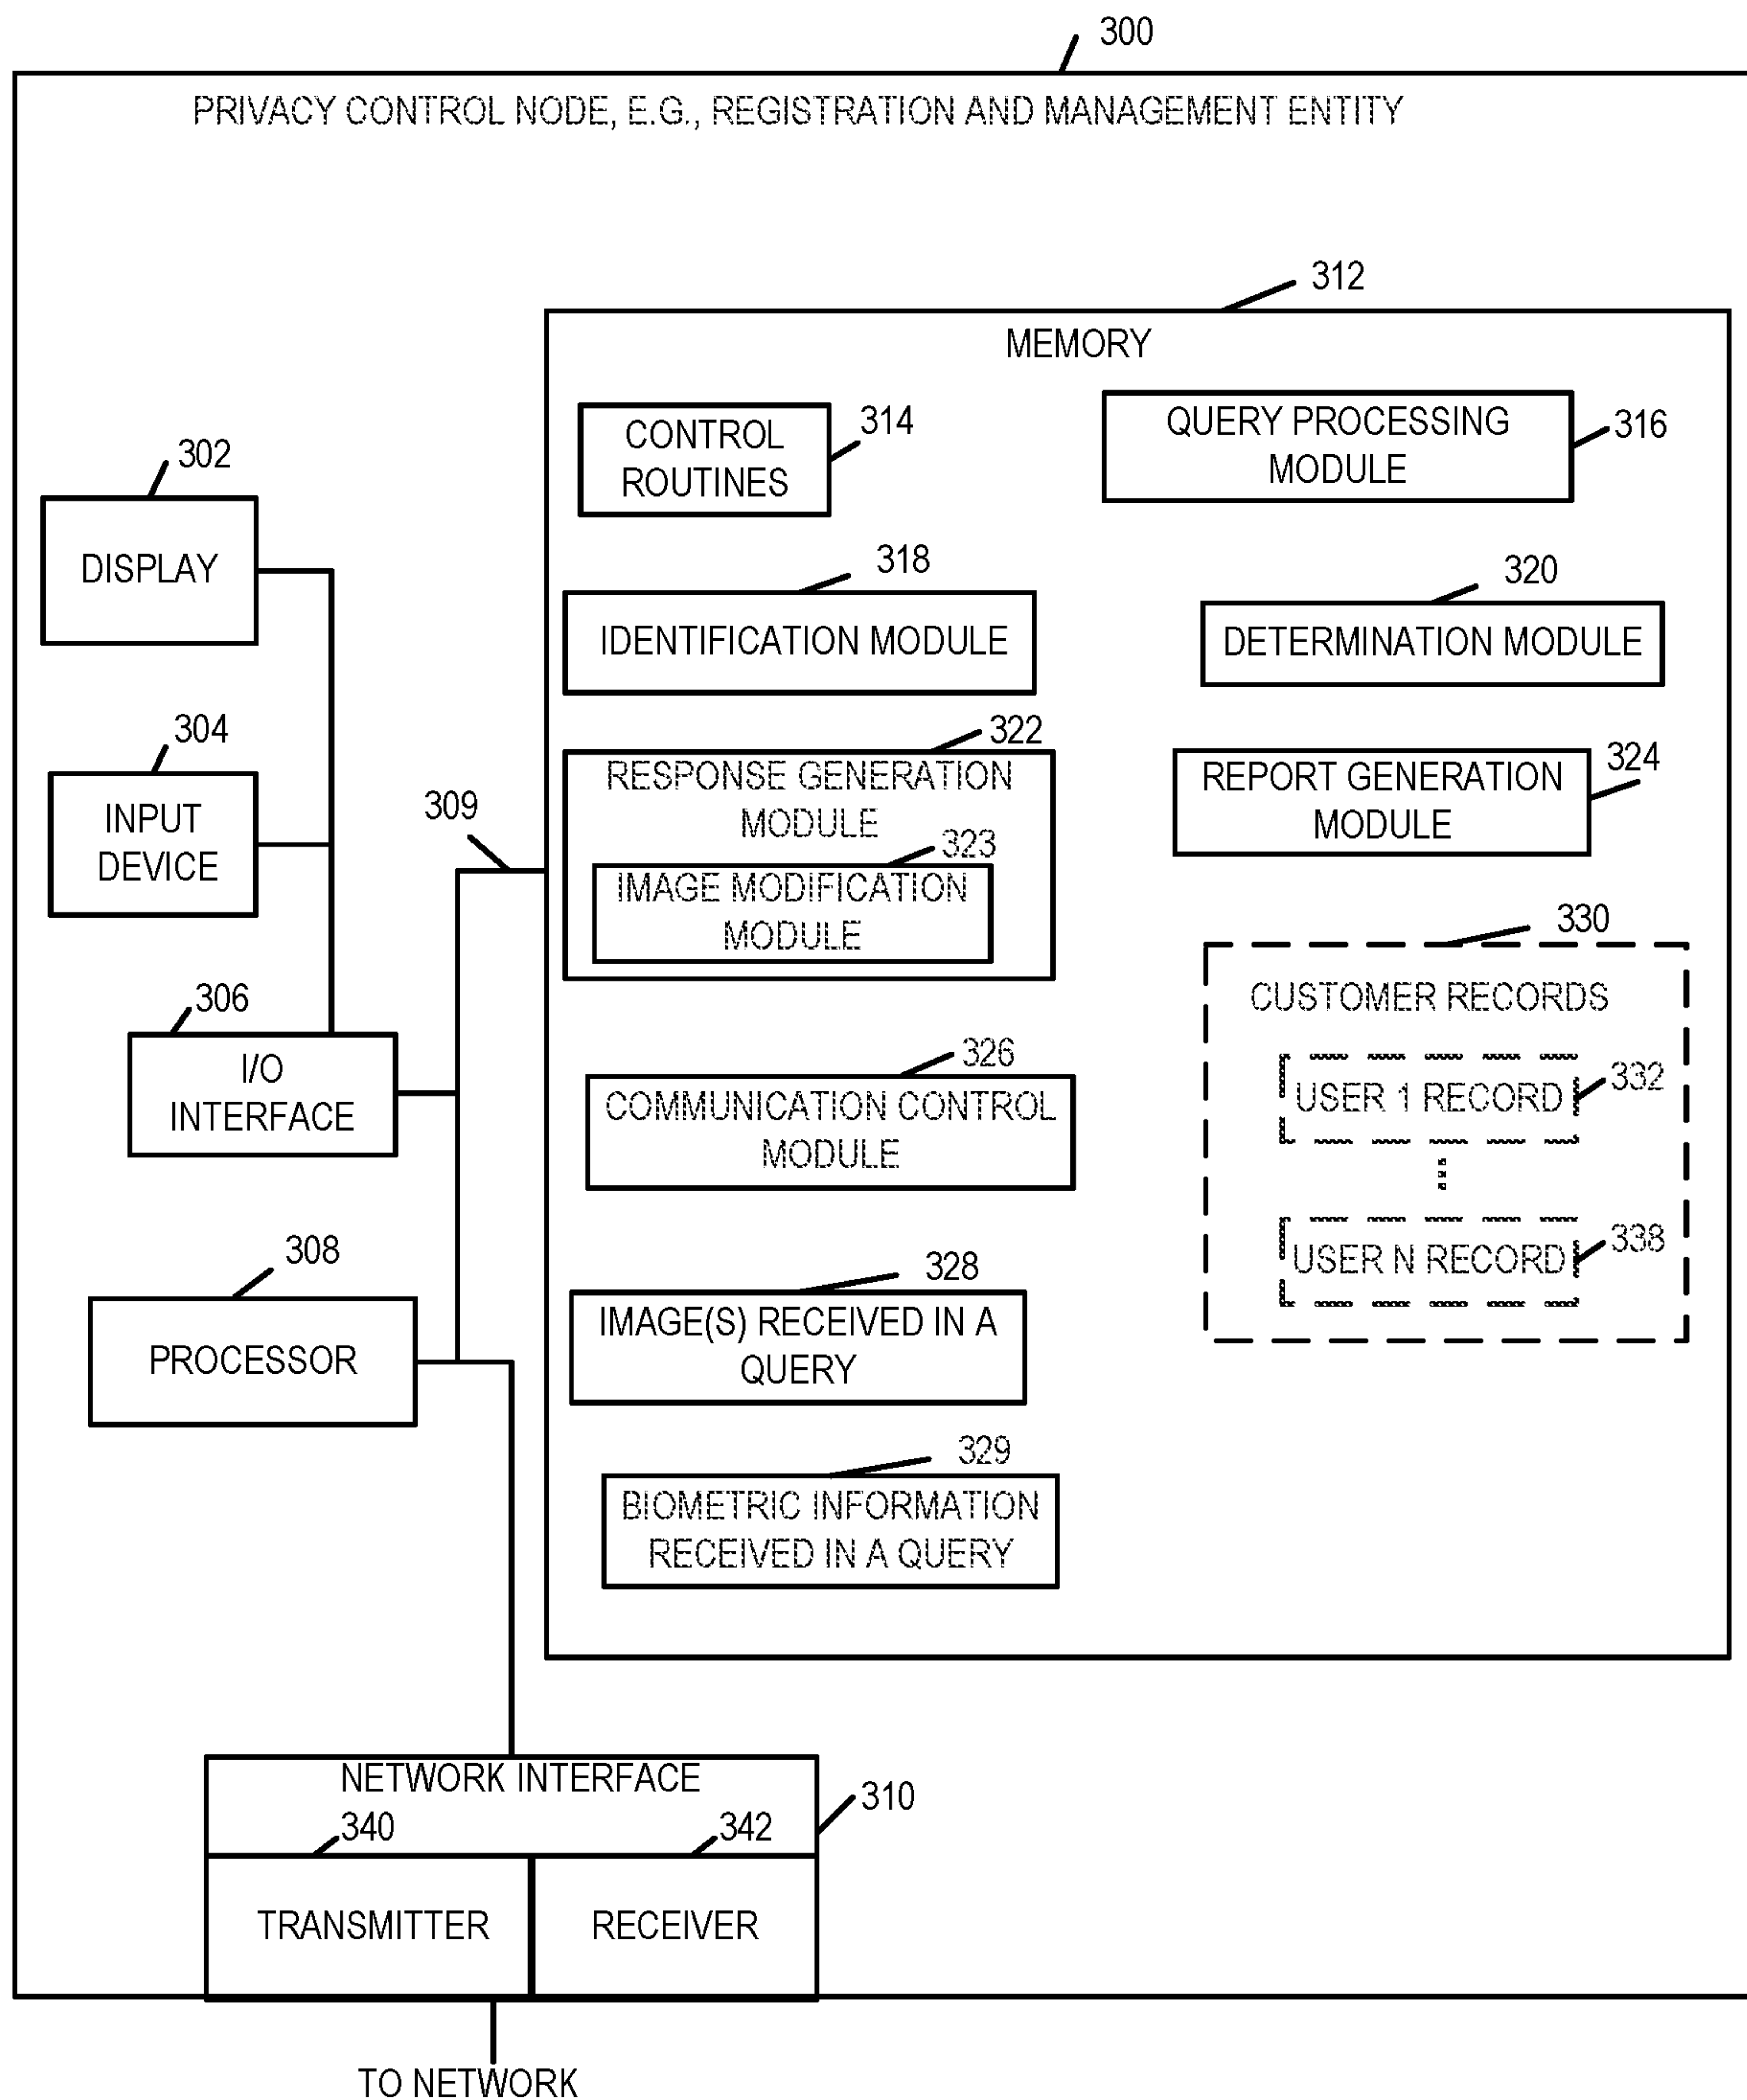 300
PRIVACY CONTROL NODE, E.G., REGISTRATION AND MANAGEMENT ENTITY
312
MEMORY
314
CONTROL
ROUTINES
316
QUERY PROCESSING
MODULE
302
DISPLAY
318
IDENTIFICATION MODULE
320
DETERMINATION MODULE
304
INPUT
DEVICE
322
RESPONSE GENERATION
MODULE
323
IMAGE MODIFICATION
MODULE
324
REPORT GENERATION
MODULE
309
330
CUSTOMER RECORDS
USER 1 RECORD
332
⋮
USER N RECORD
338
306
I/O
INTERFACE
326
COMMUNICATION CONTROL
MODULE
308
PROCESSOR
328
IMAGE(S) RECEIVED IN A
QUERY
329
BIOMETRIC INFORMATION
RECEIVED IN A QUERY
NETWORK INTERFACE
310
340
342
TRANSMITTER
RECEIVER
TO NETWORK